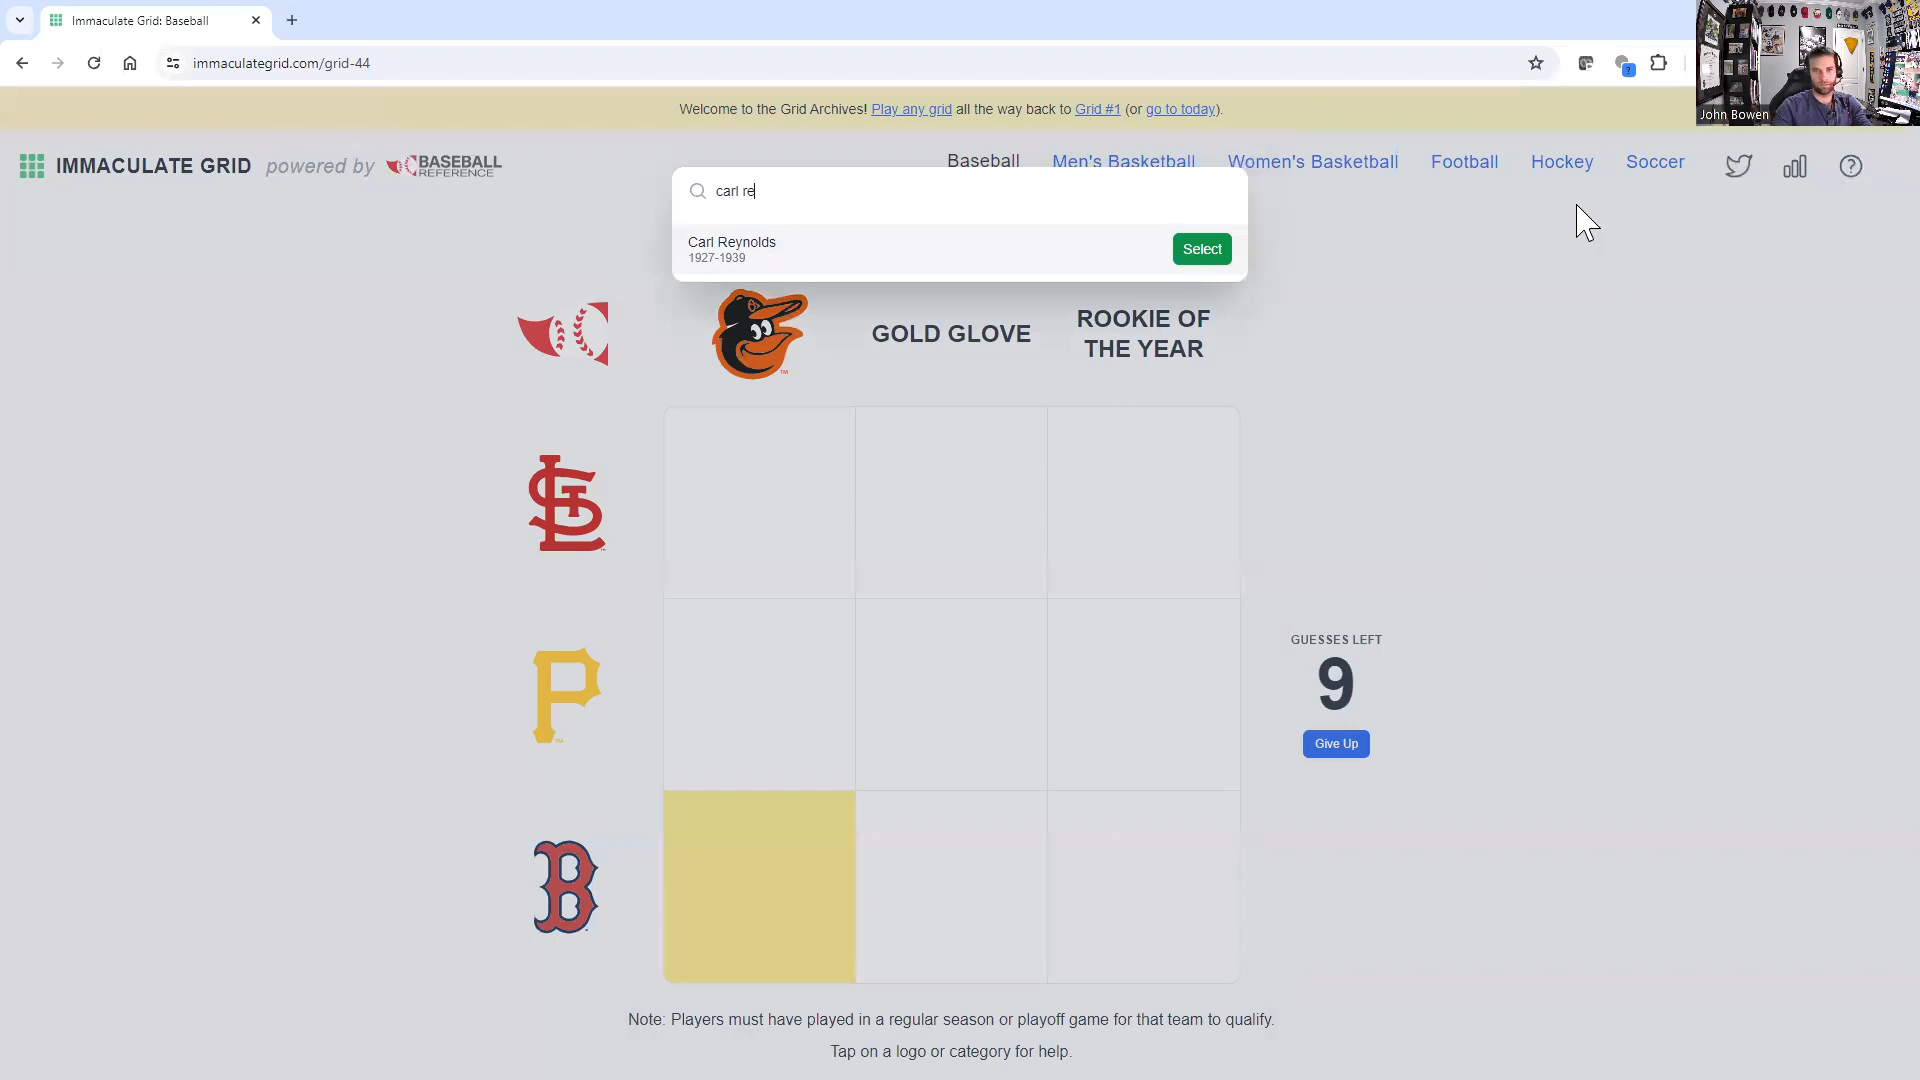 Immaculate Grid: Baseball
immaculategrid.com/grid-44
John Bowen
Welcome to the Grid Archives! Play any grid all the way back to Grid #1 (or go to today).
IMMACULATE GRID powered by BASEBALL REFERENCE
Baseball Men's Basketball Women's Basketball Football Hockey Soccer
carl re
Carl Reynolds
1927-1939
Select
GOLD GLOVE
ROOKIE OF
THE YEAR
STL
P
B
GUESSES LEFT
9
Give Up
Note: Players must have played in a regular season or playoff game for that team to qualify.
Tap on a logo or category for help.